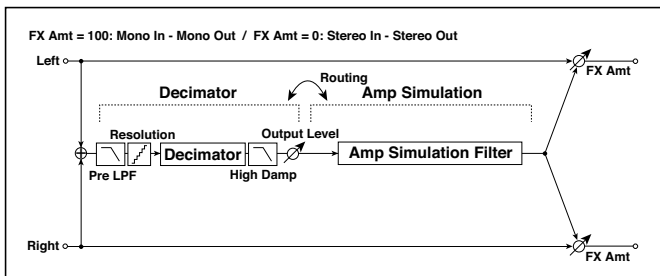 FX Amt = 100: Mono In - Mono Out / FX Amt = 0: Stereo In - Stereo Out
Left
FX Amt
Routing
Decimator
Amp Simulation
Resolution
Output Level
Decimator
Amp Simulation Filter
Pre LPF
High Damp
Right
FX Amt